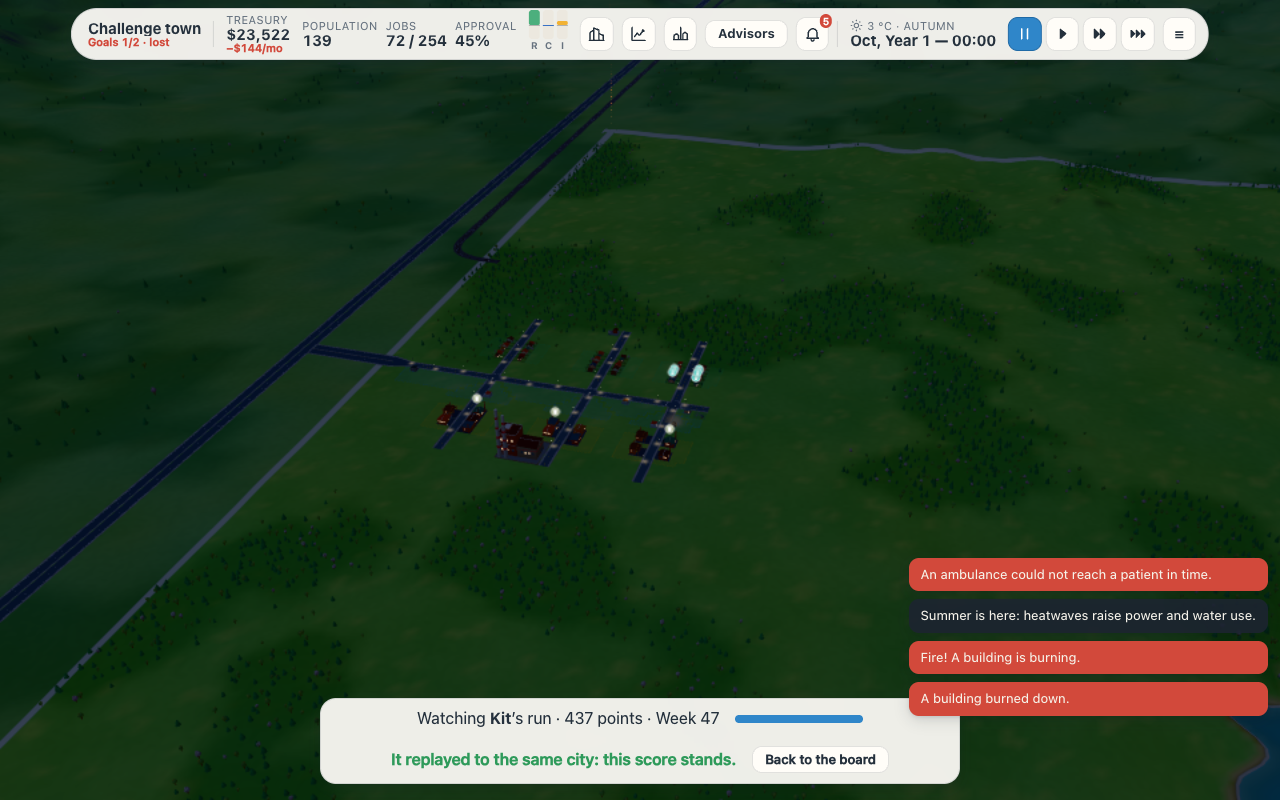 Challenge town
Goals 1/2 · lost
TREASURY
$23,522
−$144/mo
POPULATION
139
JOBS
72 / 254
APPROVAL
45%
R C I
Advisors
5
3 °C · AUTUMN
Oct, Year 1 — 00:00
An ambulance could not reach a patient in time.
Summer is here: heatwaves raise power and water use.
Fire! A building is burning.
A building burned down.
Watching Kit's run · 437 points · Week 47
It replayed to the same city: this score stands.
Back to the board